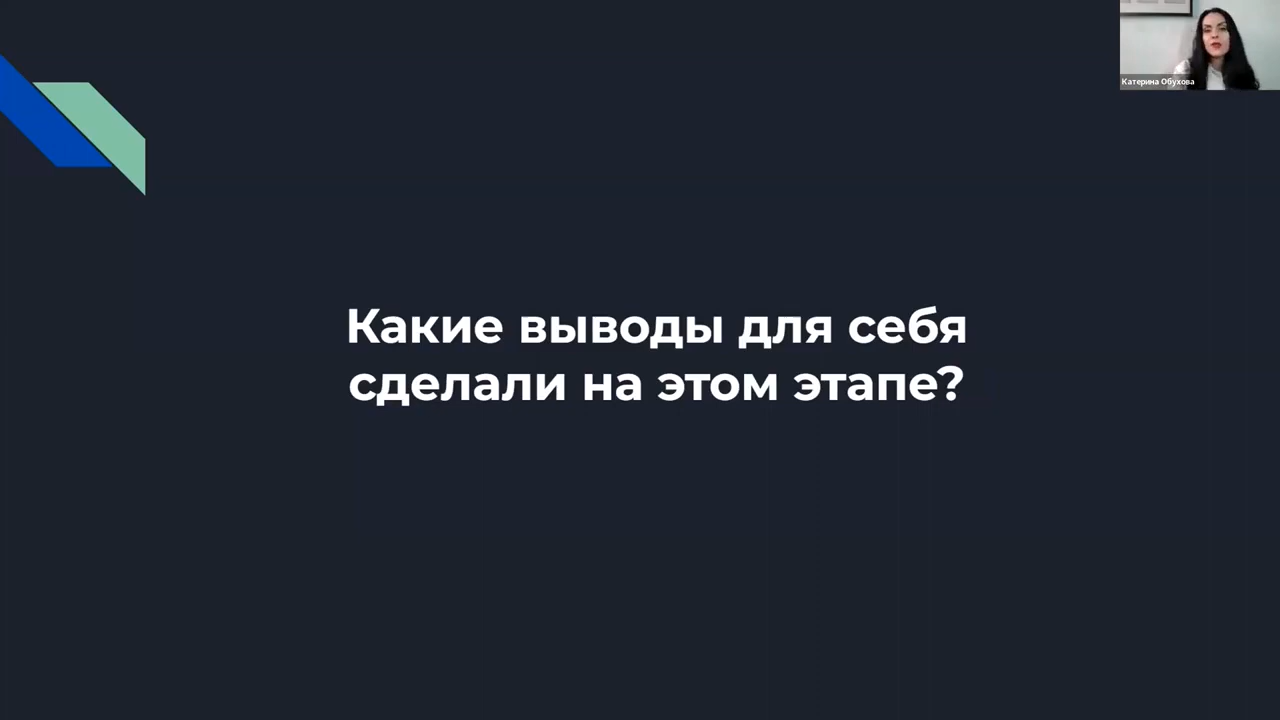 Катерина Обухова
Какие выводы для себя
сделали на этом этапе?